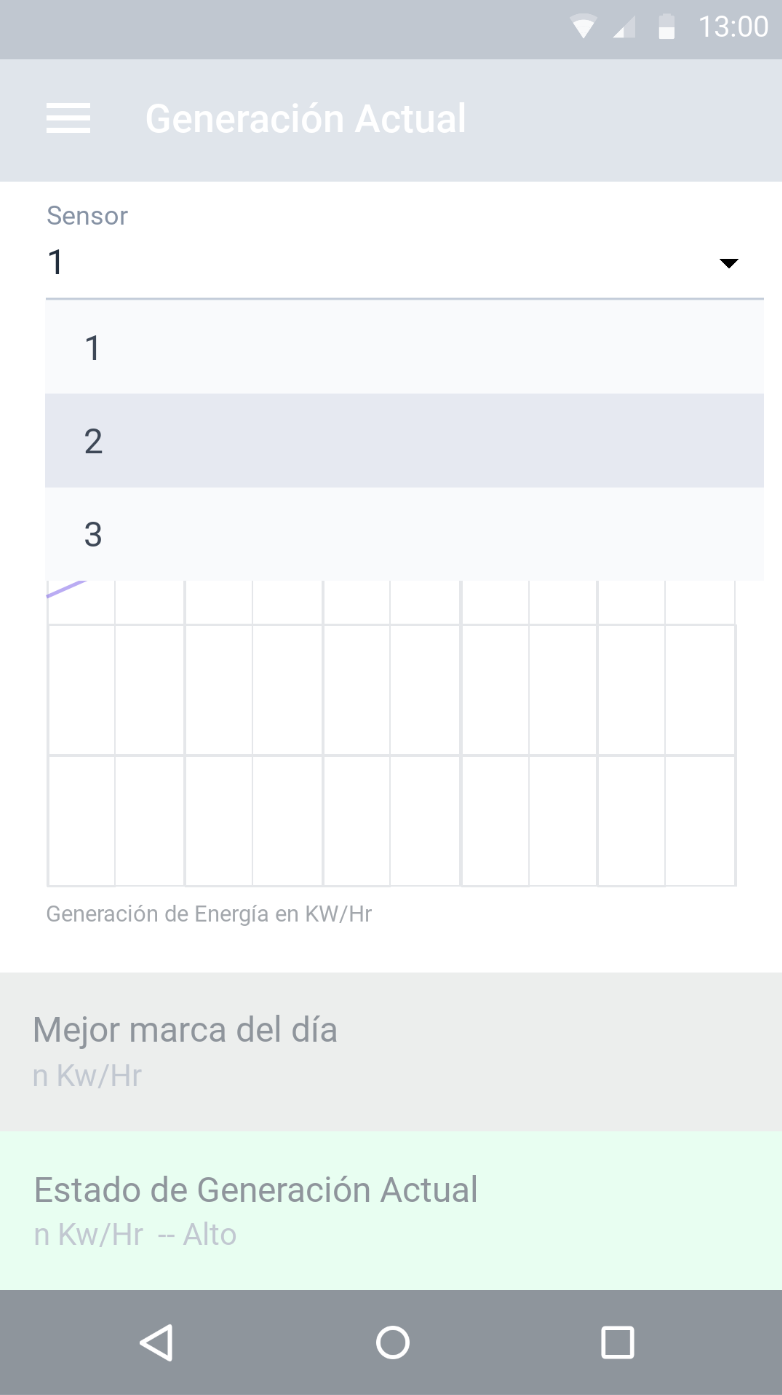 13:00
Generación Actual
Sensor
1
1
2
3
Generación de Energía en KW/Hr
Mejor marca del día
n Kw/Hr
Estado de Generación Actual
n Kw/Hr -- Alto